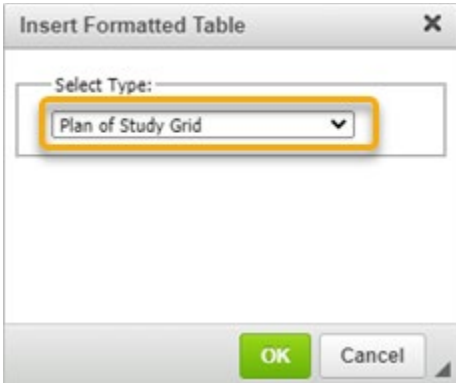 Insert Formatted Table
Select Type:
Plan of Study Grid
OK
Cancel